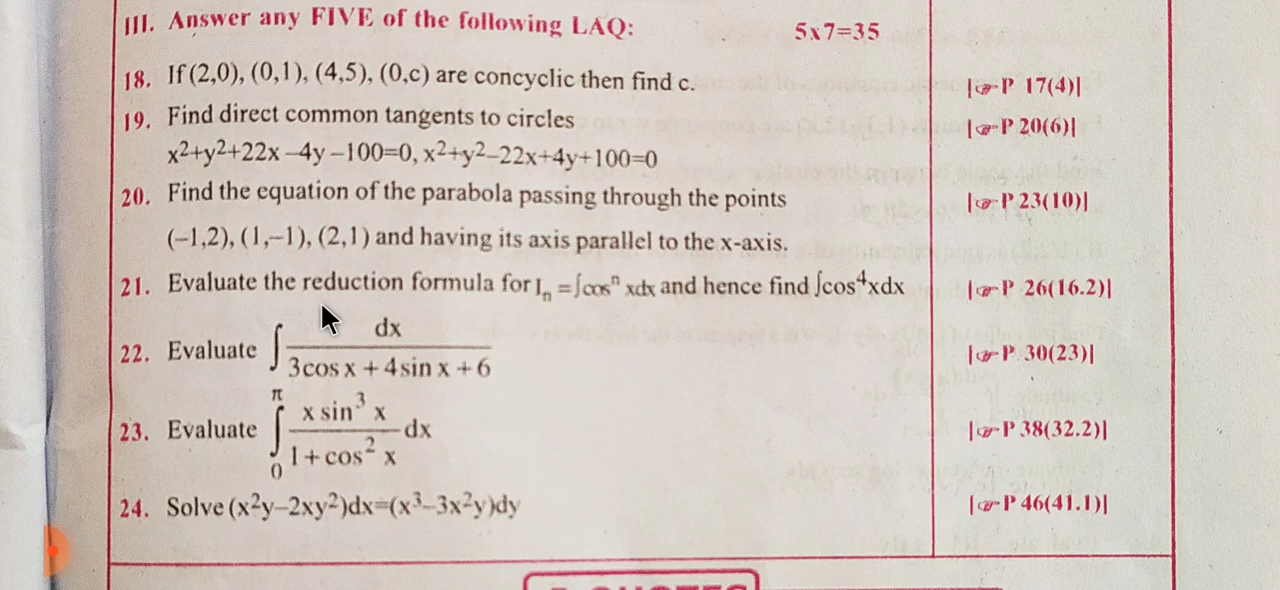 III. Answer any FIVE of the following LAQ: 5x7=35
18. If (2,0), (0,1), (4,5), (0,c) are concyclic then find c. |☞P 17(4)|
19. Find direct common tangents to circles |☞P 20(6)|
x²+y²+22x–4y–100=0, x²+y²–22x+4y+100=0
20. Find the equation of the parabola passing through the points |☞P 23(10)|
(–1,2), (1,–1), (2,1) and having its axis parallel to the x-axis.
21. Evaluate the reduction formula for Iₙ =∫cosⁿ xdx and hence find ∫cos⁴xdx |☞P 26(16.2)|
22. Evaluate ∫ dx / (3cos x + 4sin x + 6) |☞P 30(23)|
23. Evaluate ∫₀^π (x sin³ x) / (1+cos² x) dx |☞P 38(32.2)|
24. Solve (x²y–2xy²)dx=(x³–3x²y)dy |☞P 46(41.1)|